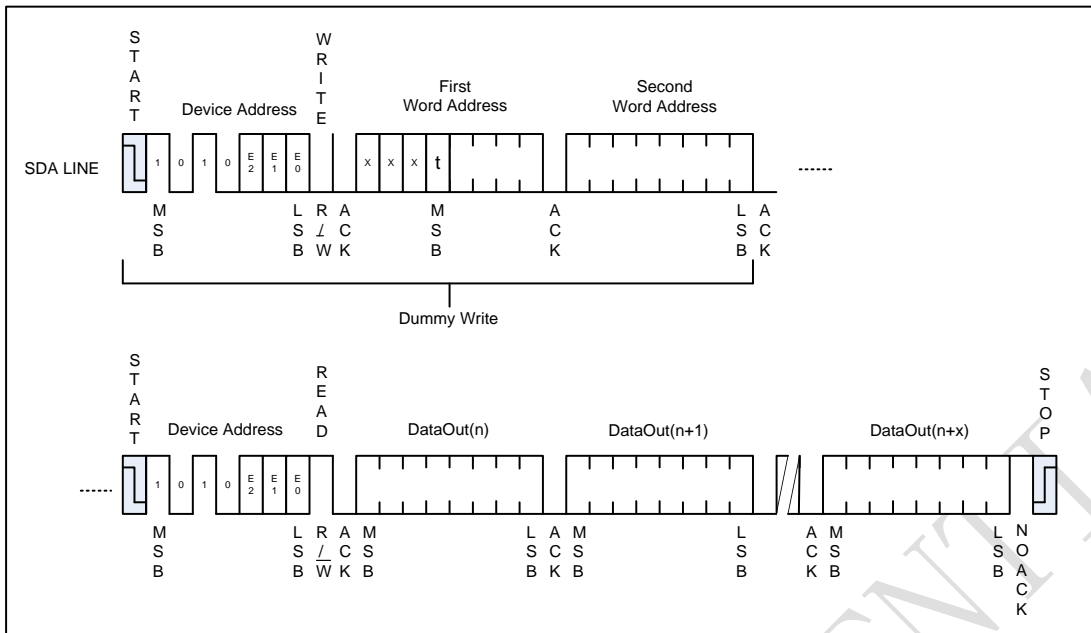 START
WRITE
Device Address
First
Word Address
Second
Word Address
SDA LINE
1 0 1 0 E2 E1 E0
x x x t
......
MSB
LSB
R/W
ACK
MSB
ACK
LSB
ACK
Dummy Write
START
READ
STOP
Device Address
DataOut(n)
DataOut(n+1)
DataOut(n+x)
......
1 0 1 0 E2 E1 E0
MSB
LSB
R/W
ACK
MSB
LSB
ACK
MSB
LSB
ACK
MSB
LSB
NOACK